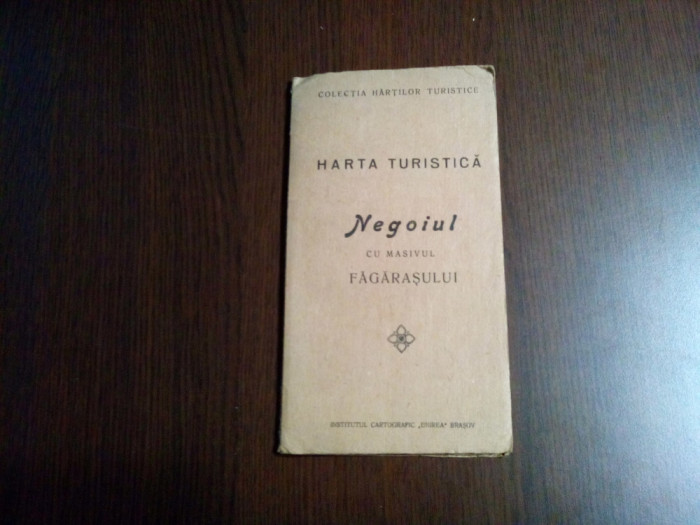 COLECȚIA HĂRȚILOR TURISTICE
HARTA TURISTICĂ
Negoiul
CU MASIVUL
FĂGĂRAȘULUI
INSTITUTUL CARTOGRAFIC „UNIREA" BRAȘOV